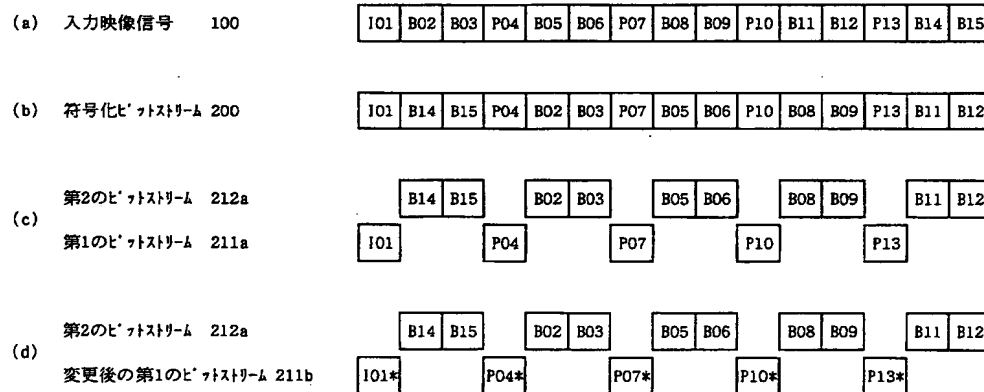 (a) 入力映像信号 100 I01 B02 B03 P04 B05 B06 P07 B08 B09 P10 B11 B12 P13 B14 B15
(b) 符号化ﾋﾞｯﾄｽﾄﾘｰﾑ 200 I01 B14 B15 P04 B02 B03 P07 B05 B06 P10 B08 B09 P13 B11 B12
(c)
第2のﾋﾞｯﾄｽﾄﾘｰﾑ 212a B14 B15 B02 B03 B05 B06 B08 B09 B11 B12
第1のﾋﾞｯﾄｽﾄﾘｰﾑ 211a I01 P04 P07 P10 P13
(d)
第2のﾋﾞｯﾄｽﾄﾘｰﾑ 212a B14 B15 B02 B03 B05 B06 B08 B09 B11 B12
変更後の第1のﾋﾞｯﾄｽﾄﾘｰﾑ 211b I01* P04* P07* P10* P13*